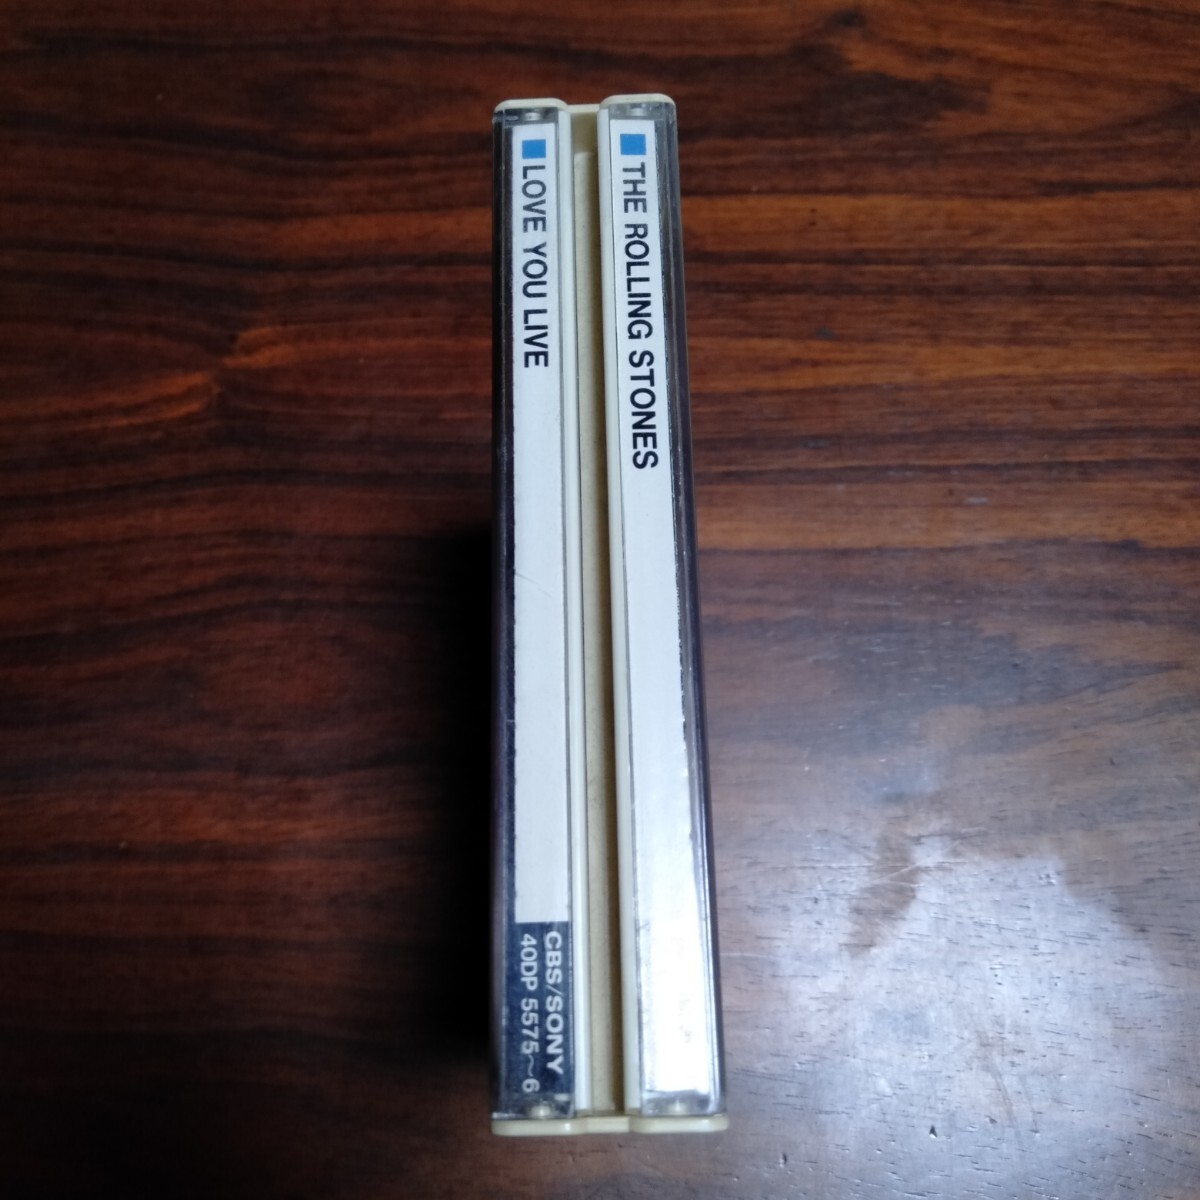 THE ROLLING STONES
LOVE YOU LIVE
CBS/SONY
40DP 5575~6